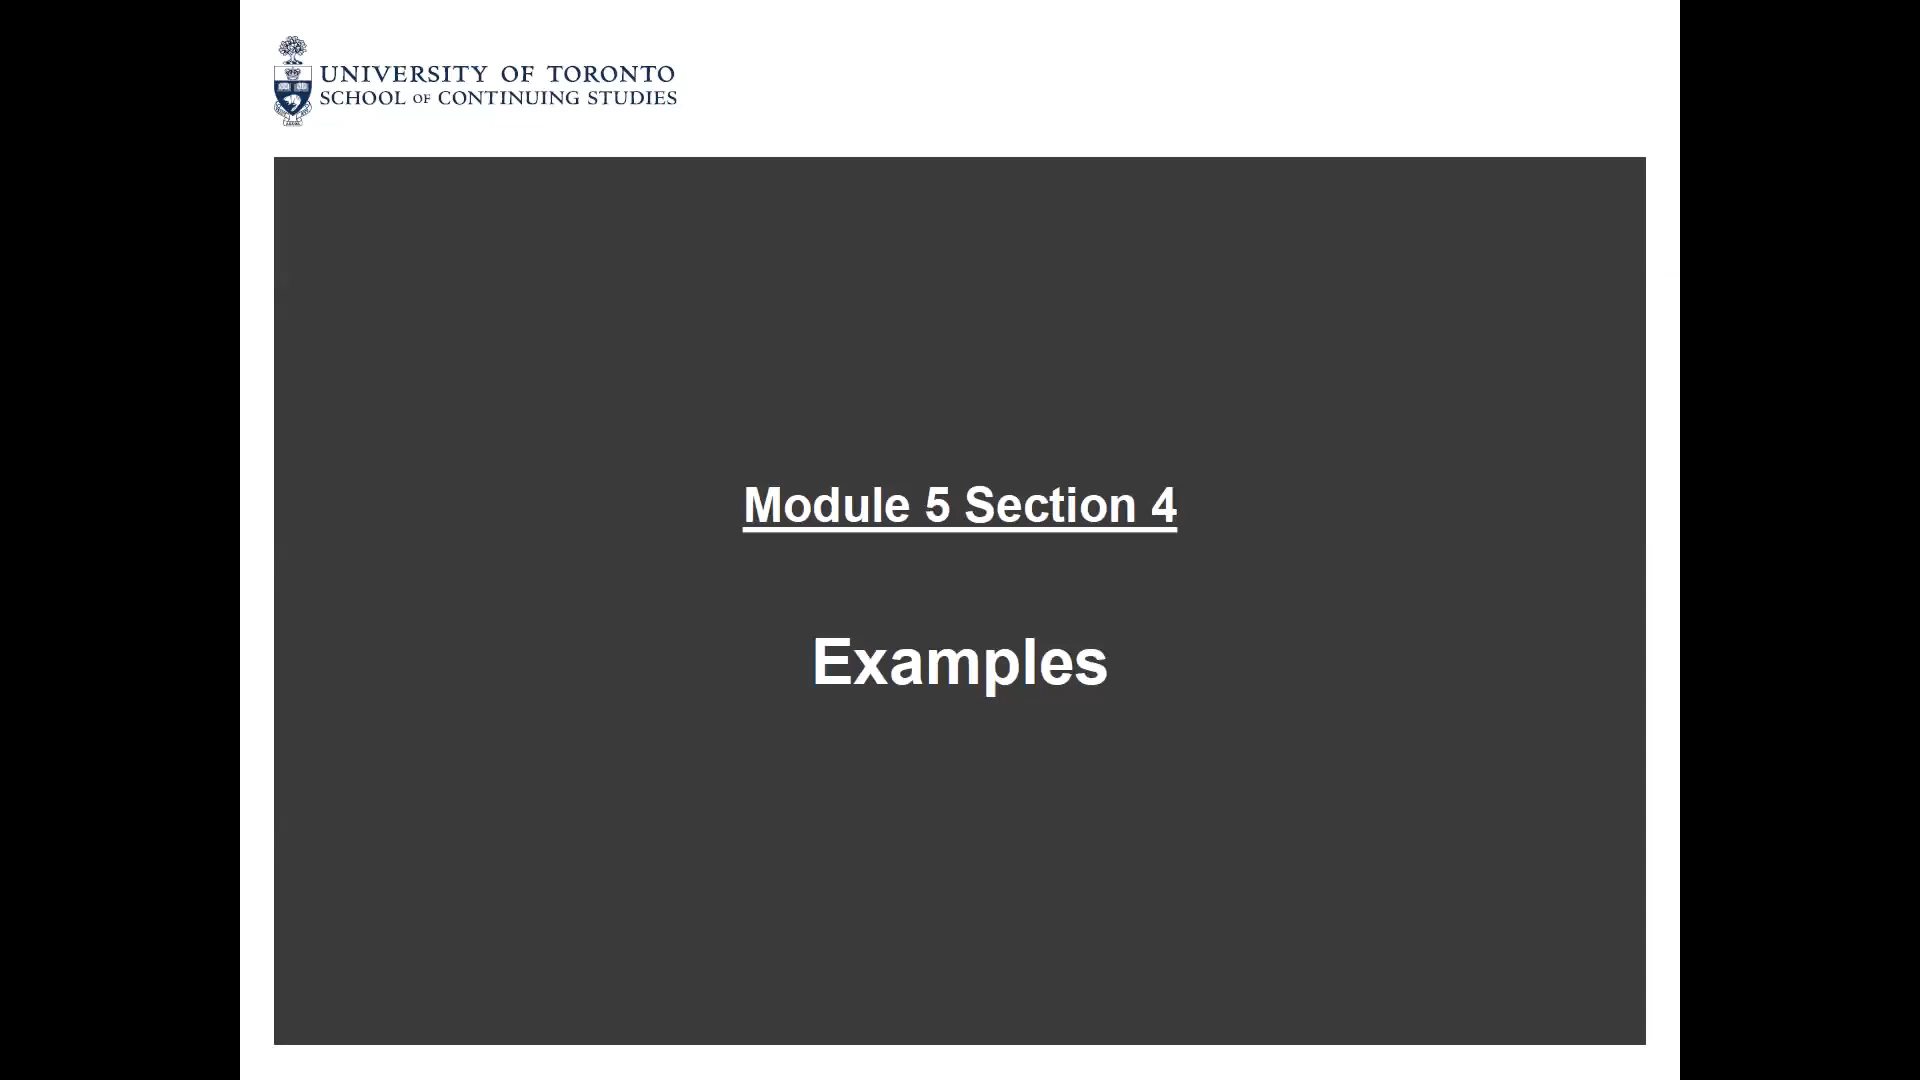 UNIVERSITY OF TORONTO
SCHOOL OF CONTINUING STUDIES
Module 5 Section 4
Examples